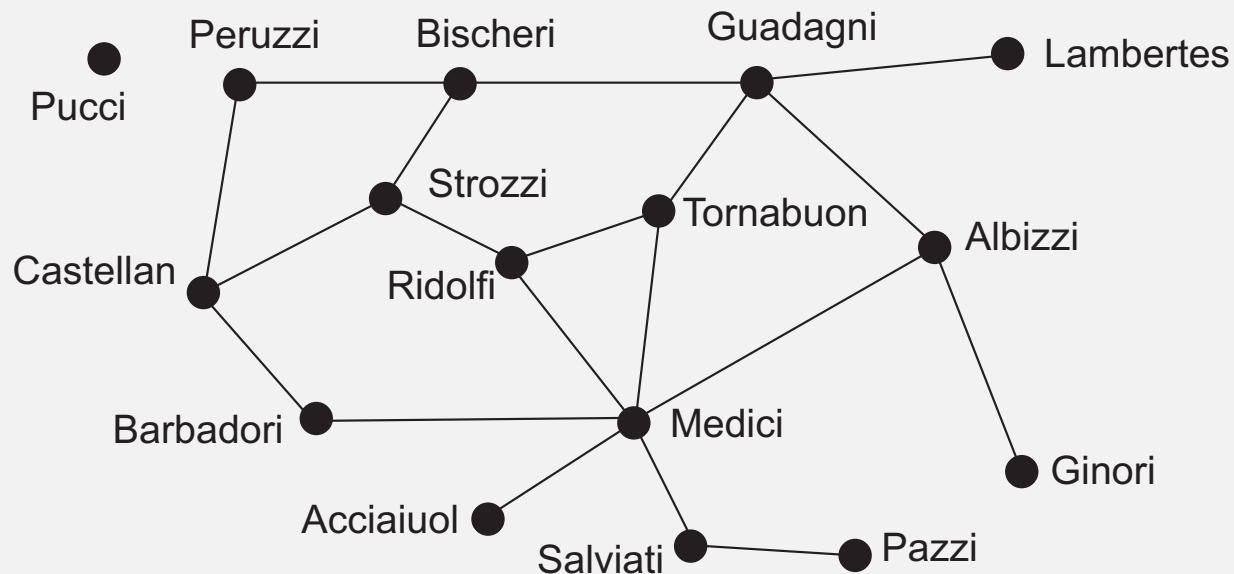 Peruzzi
Bischeri
Guadagni
Lambertes
Pucci
Strozzi
Tornabuon
Albizzi
Castellan
Ridolfi
Barbadori
Medici
Ginori
Acciaiuol
Salviati
Pazzi